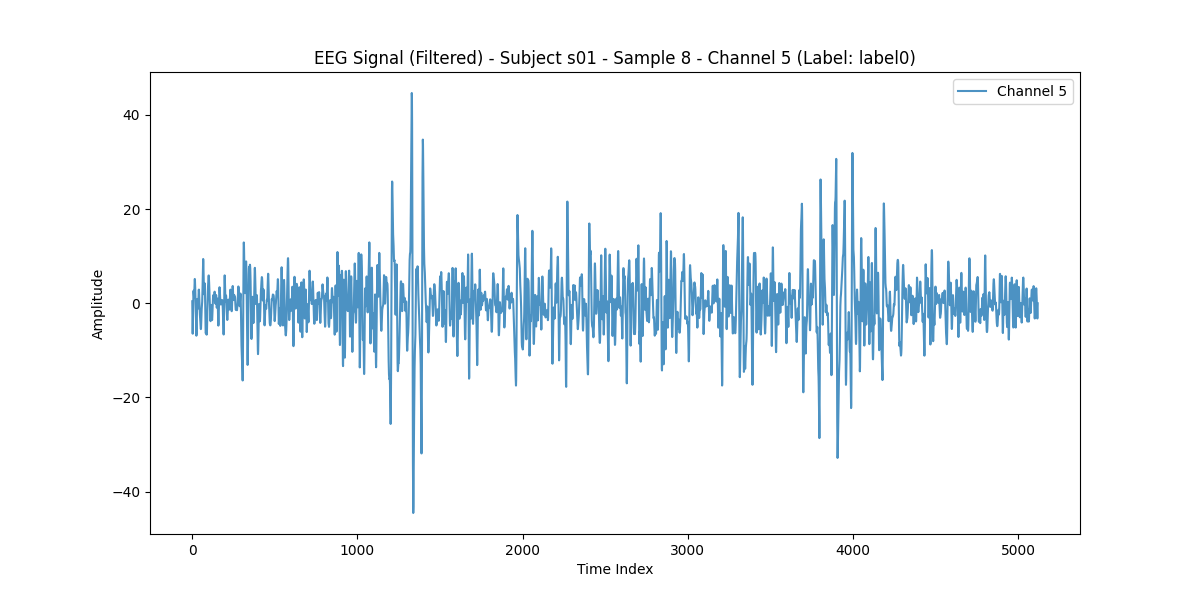 EEG Signal (Filtered) - Subject s01 - Sample 8 - Channel 5 (Label: label0)
Channel 5
40
20
0
−20
−40
Amplitude
0 1000 2000 3000 4000 5000
Time Index